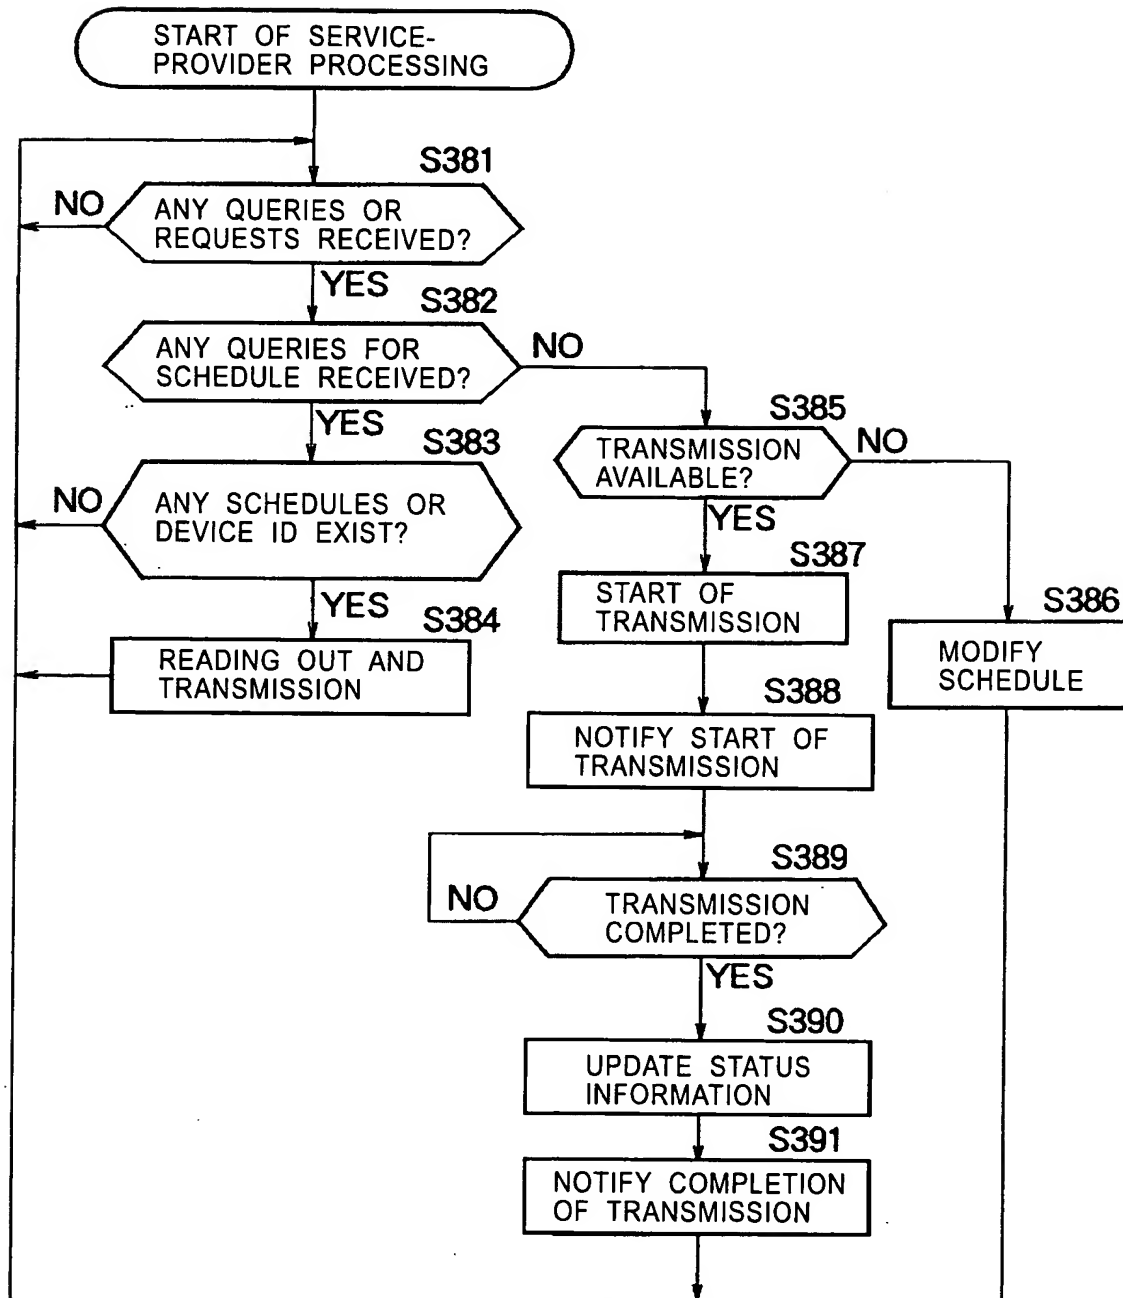 START OF SERVICE-
PROVIDER PROCESSING
S381
NO
ANY QUERIES OR
REQUESTS RECEIVED?
YES
S382
ANY QUERIES FOR
SCHEDULE RECEIVED?
NO
YES
S383
NO
ANY SCHEDULES OR
DEVICE ID EXIST?
YES
S384
READING OUT AND
TRANSMISSION
S385
TRANSMISSION
AVAILABLE?
NO
YES
S387
START OF
TRANSMISSION
S386
MODIFY
SCHEDULE
S388
NOTIFY START OF
TRANSMISSION
S389
NO
TRANSMISSION
COMPLETED?
YES
S390
UPDATE STATUS
INFORMATION
S391
NOTIFY COMPLETION
OF TRANSMISSION